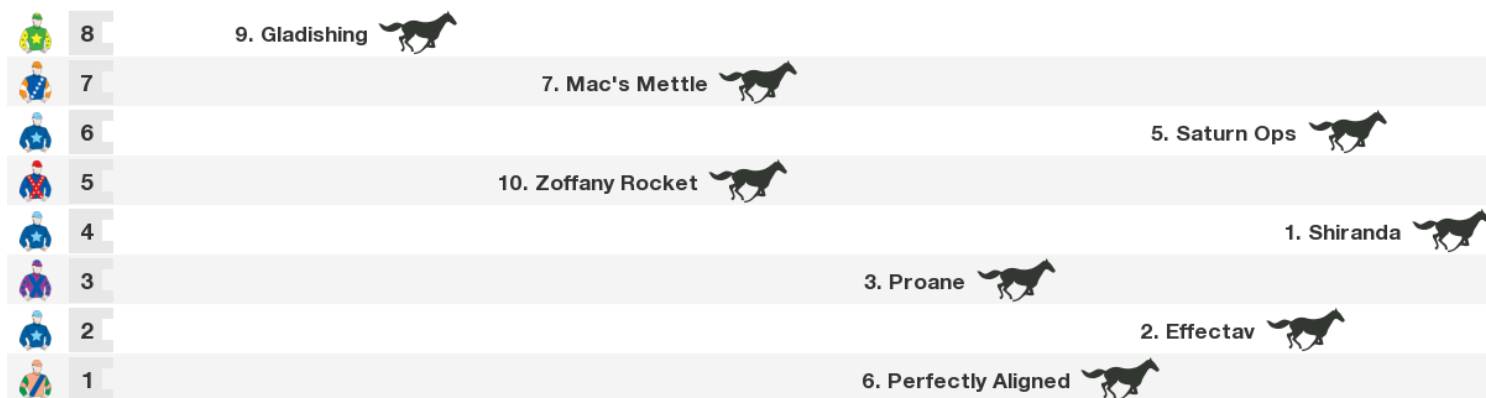 8 9. Gladishing
7 7. Mac's Mettle
6 5. Saturn Ops
5 10. Zoffany Rocket
4 1. Shiranda
3 3. Proane
2 2. Effectav
1 6. Perfectly Aligned